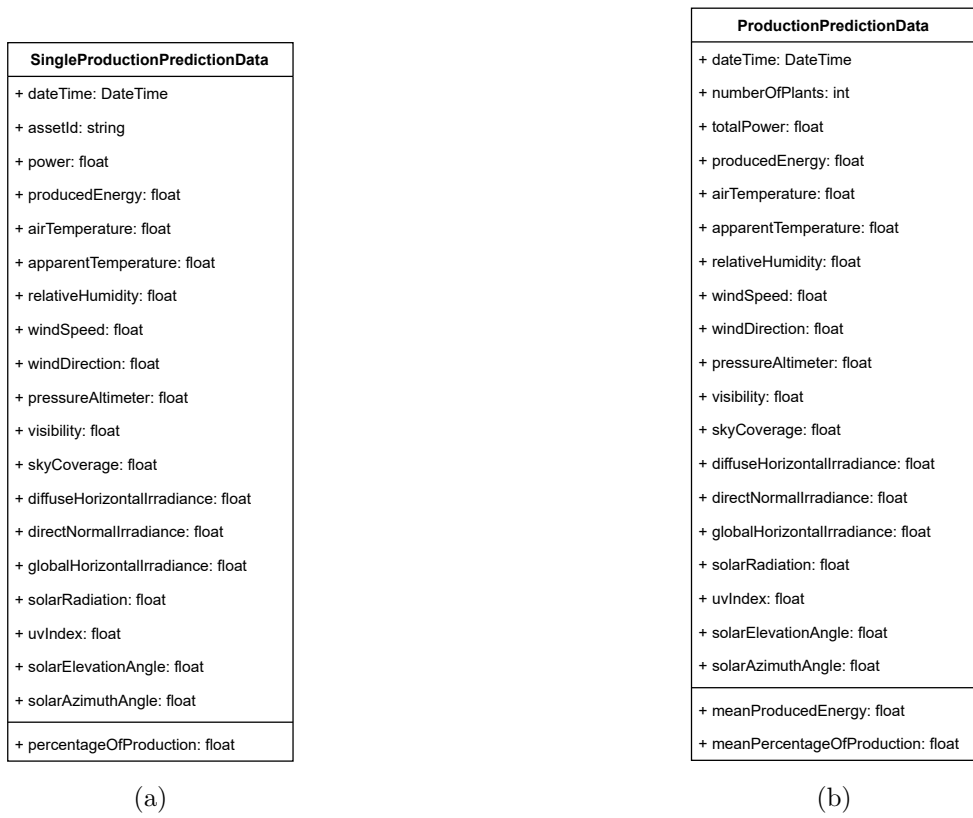 SingleProductionPredictionData
+ dateTime: DateTime
+ assetId: string
+ power: float
+ producedEnergy: float
+ airTemperature: float
+ apparentTemperature: float
+ relativeHumidity: float
+ windSpeed: float
+ windDirection: float
+ pressureAltimeter: float
+ visibility: float
+ skyCoverage: float
+ diffuseHorizontalIrradiance: float
+ directNormalIrradiance: float
+ globalHorizontalIrradiance: float
+ solarRadiation: float
+ uvIndex: float
+ solarElevationAngle: float
+ solarAzimuthAngle: float
+ percentageOfProduction: float
(a)
ProductionPredictionData
+ dateTime: DateTime
+ numberOfPlants: int
+ totalPower: float
+ producedEnergy: float
+ airTemperature: float
+ apparentTemperature: float
+ relativeHumidity: float
+ windSpeed: float
+ windDirection: float
+ pressureAltimeter: float
+ visibility: float
+ skyCoverage: float
+ diffuseHorizontalIrradiance: float
+ directNormalIrradiance: float
+ globalHorizontalIrradiance: float
+ solarRadiation: float
+ uvIndex: float
+ solarElevationAngle: float
+ solarAzimuthAngle: float
+ meanProducedEnergy: float
+ meanPercentageOfProduction: float
(b)